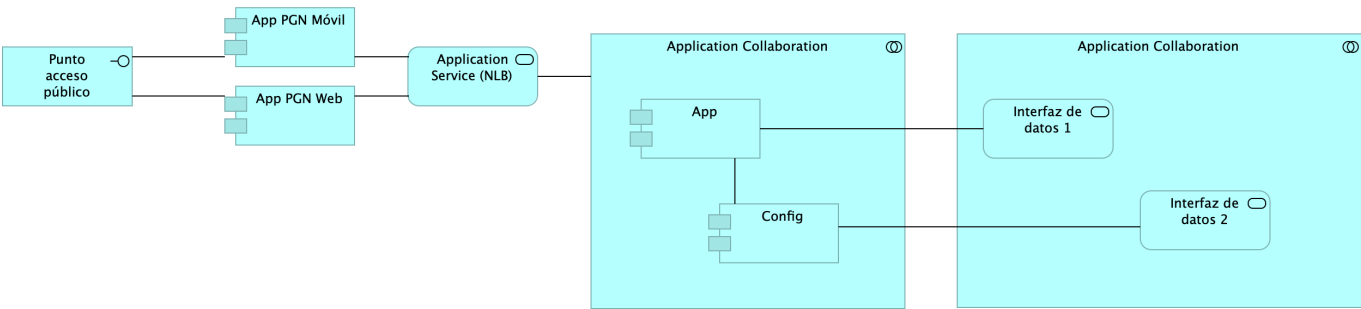 App PGN Móvil
Punto
acceso
público
App PGN Web
Application
Service (NLB)
Application Collaboration
App
Config
Application Collaboration
Interfaz de
datos 1
Interfaz de
datos 2